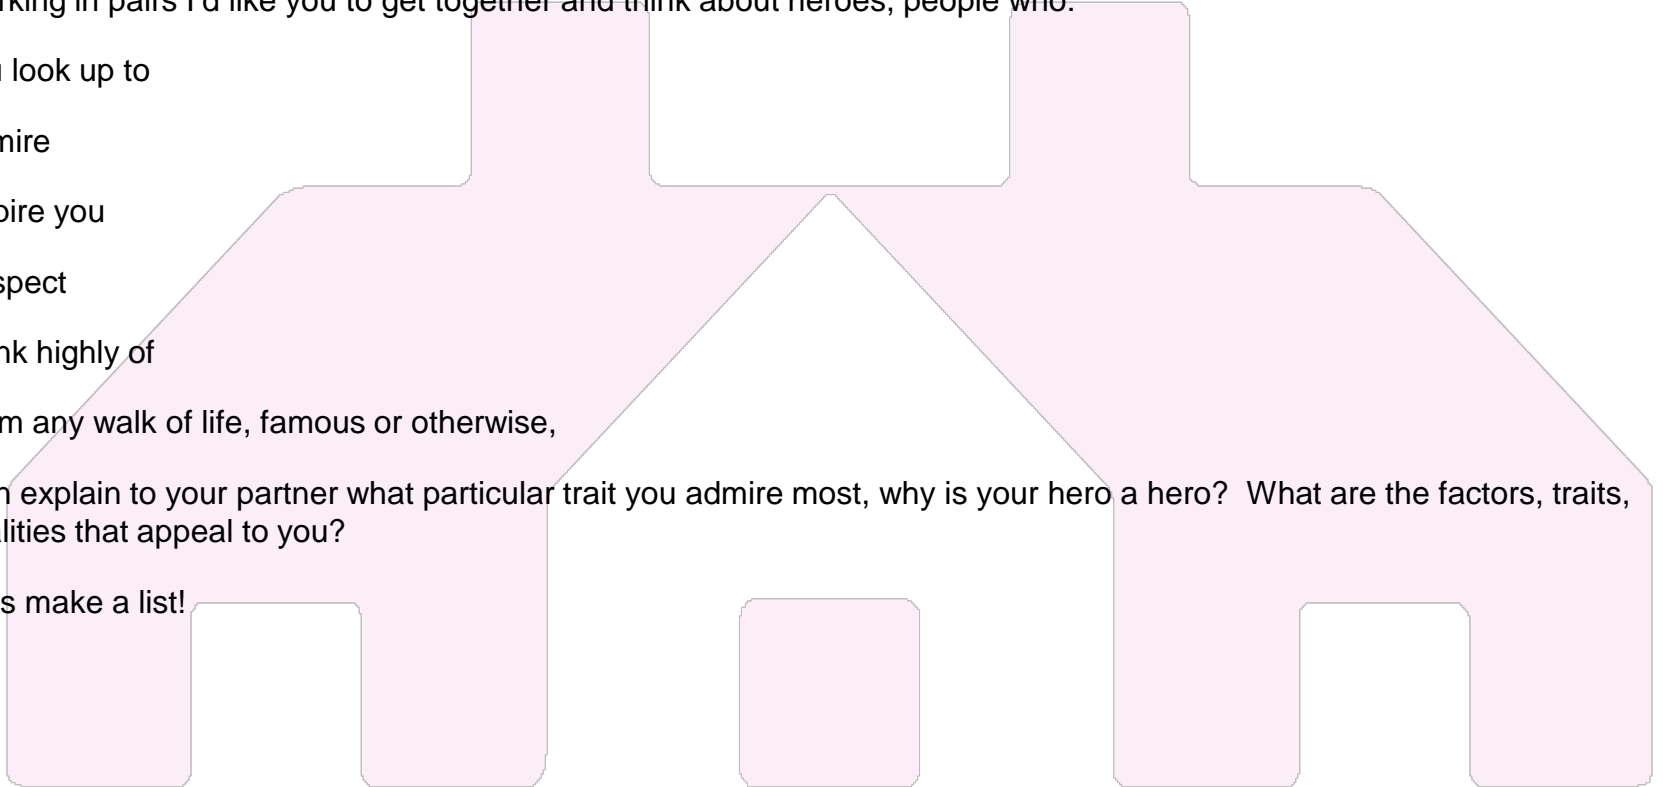 rking in pairs I'd like you to get together and think about heroes, people who:
u look up to
mire
pire you
spect
nk highly of
m any walk of life, famous or otherwise,
n explain to your partner what particular trait you admire most, why is your hero a hero?  What are the factors, traits,
lities that appeal to you?
s make a list!